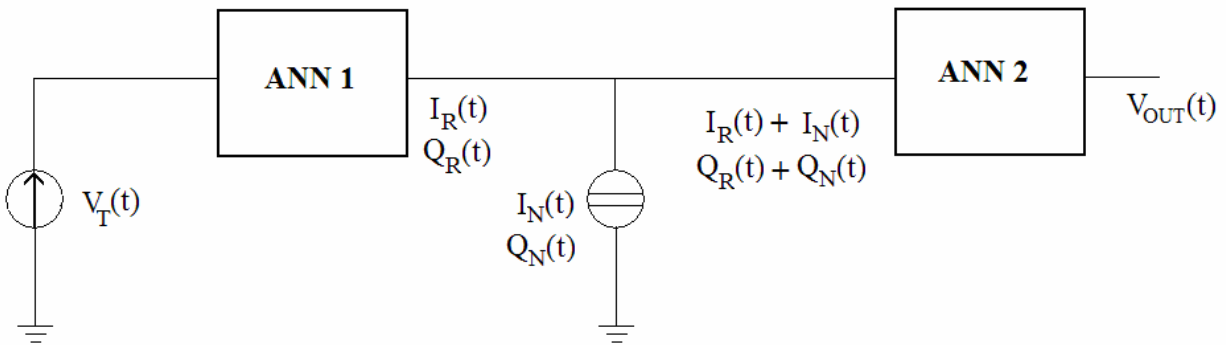 ANN 1
ANN 2
I_R(t)
Q_R(t)
I_R(t) + I_N(t)
Q_R(t) + Q_N(t)
V_OUT(t)
V_T(t)
I_N(t)
Q_N(t)